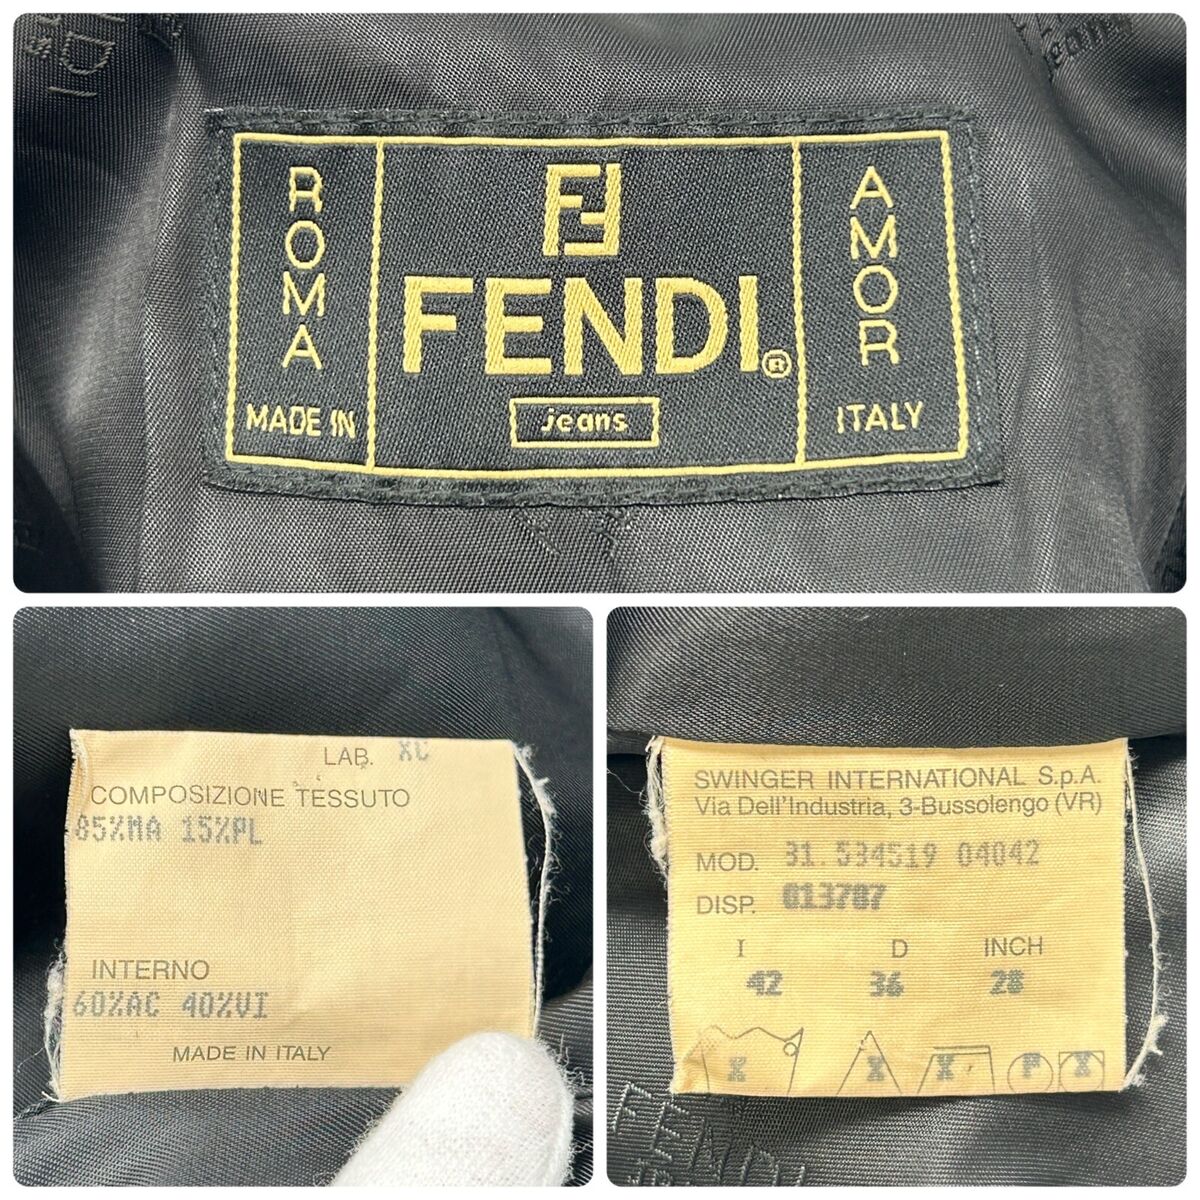 ROMA
MADE IN
FF
FENDI®
jeans
AMOR
ITALY
LAB. XC
COMPOSIZIONE TESSUTO
85%MA 15%PL
INTERNO
60%AC 40%VI
MADE IN ITALY
SWINGER INTERNATIONAL S.p.A.
Via Dell'Industria, 3-Bussolengo (VR)
MOD. 31.534519 04042
DISP. 013787
I D INCH
42 36 28
X X X P X
FENDI